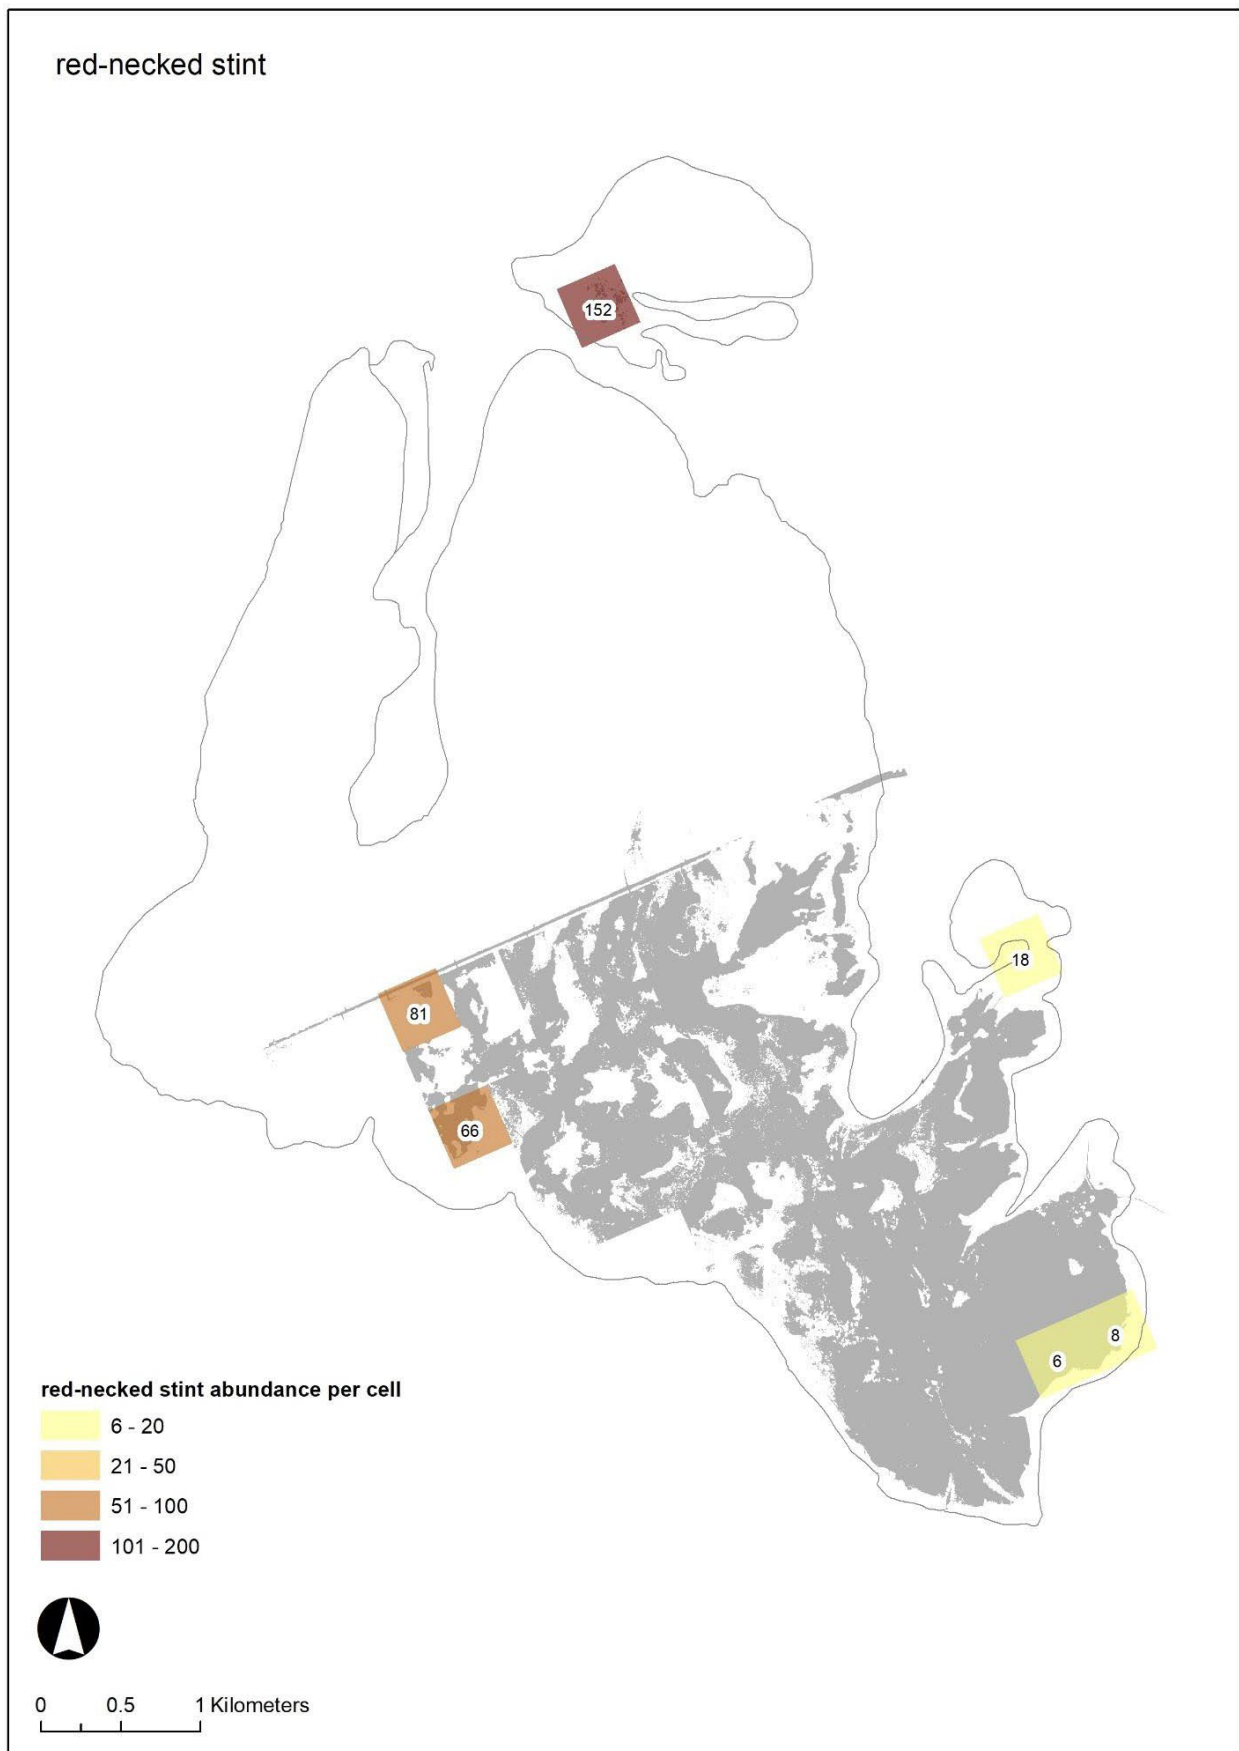 red-necked stint
152
18
81
66
8
6
red-necked stint abundance per cell
6 - 20
21 - 50
51 - 100
101 - 200
0 0.5 1 Kilometers